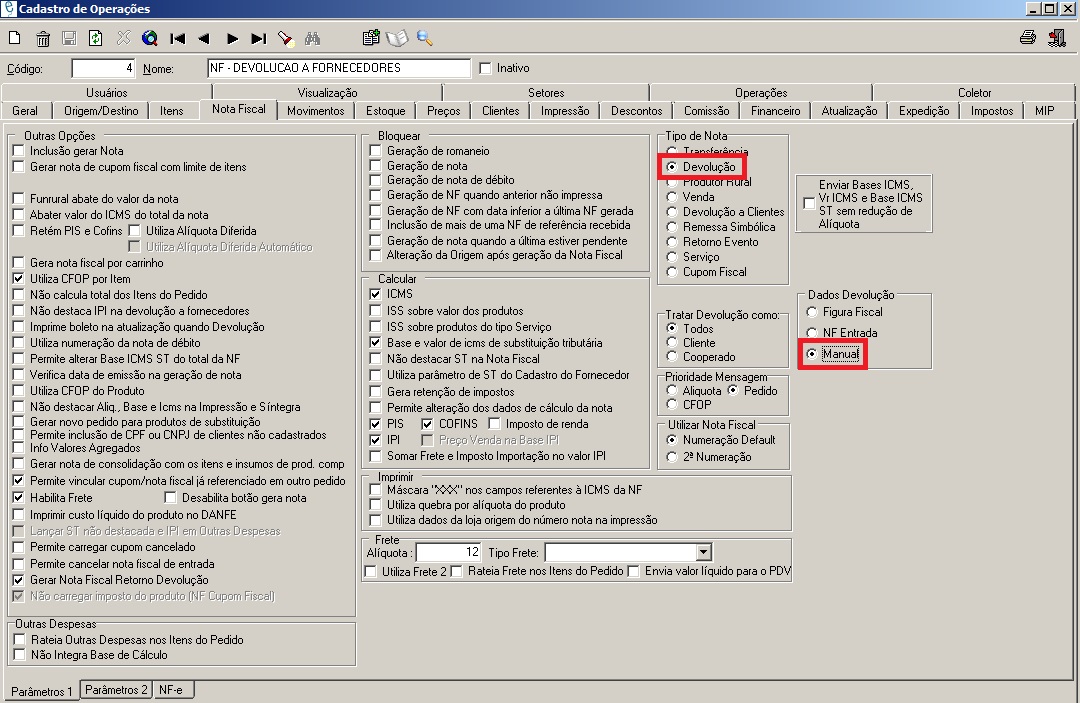 Cadastro de Operações
Código: 4 Nome: NF - DEVOLUCAO A FORNECEDORES Inativo
Usuários Visualização Setores Operações Coletor
Geral Origem/Destino Itens Nota Fiscal Movimentos Estoque Preços Clientes Impressão Descontos Comissão Financeiro Atualização Expedição Impostos MIP
Outras Opções
Inclusão gerar Nota
Gerar nota de cupom fiscal com limite de itens
Funrural abate do valor da nota
Abater valor do ICMS do total da nota
Retém PIS e Cofins Utiliza Alíquota Diferida
Utiliza Alíquota Diferida Automático
Gera nota fiscal por carrinho
Utiliza CFOP por Item
Não calcula total dos Itens do Pedido
Não destaca IPI na devolução a fornecedores
Imprime boleto na atualização quando Devolução
Utiliza numeração da nota de débito
Permite alterar Base ICMS ST do total da NF
Verifica data de emissão na geração de nota
Utiliza CFOP do Produto
Não destacar Aliq., Base e Icms na Impressão e Síntegra
Gerar novo pedido para produtos de substituição
Permite inclusão de CPF ou CNPJ de clientes não cadastrados
Info Valores Agregados
Gerar nota de consolidação com os itens e insumos de prod. comp
Permite vincular cupom/nota fiscal já referenciado em outro pedido
Habilita Frete Desabilita botão gera nota
Imprimir custo líquido do produto no DANFE
Lançar ST não destacada e IPI em Outras Despesas
Permite carregar cupom cancelado
Permite cancelar nota fiscal de entrada
Gerar Nota Fiscal Retorno Devolução
Não carregar imposto do produto (NF Cupom Fiscal)
Outras Despesas
Rateia Outras Despesas nos Itens do Pedido
Não Integra Base de Cálculo
Bloquear
Geração de romaneio
Geração de nota
Geração de nota de débito
Geração de NF quando anterior não impressa
Geração de NF com data inferior a última NF gerada
Inclusão de mais de uma NF de referência recebida
Geração de nota quando a última estiver pendente
Alteração da Origem após geração da Nota Fiscal
Calcular
ICMS
ISS sobre valor dos produtos
ISS sobre produtos do tipo Serviço
Base e valor de icms de substituição tributária
Não destacar ST na Nota Fiscal
Utiliza parâmetro de ST do Cadastro do Fornecedor
Gera retenção de impostos
Permite alteração dos dados de cálculo da nota
PIS COFINS Imposto de renda
IPI Preço Venda na Base IPI
Somar Frete e Imposto Importação no valor IPI
Imprimir
Máscara "XXX" nos campos referentes à ICMS da NF
Utiliza quebra por alíquota do produto
Utiliza dados da loja origem do número nota na impressão
Frete
Alíquota : 12 Tipo Frete:
Utiliza Frete 2 Rateia Frete nos Itens do Pedido Envia valor líquido para o PDV
Tipo de Nota
Transferência
Devolução
Produtor Rural
Venda
Devolução a Clientes
Remessa Simbólica
Retorno Evento
Serviço
Cupom Fiscal
Tratar Devolução como:
Todos
Cliente
Cooperado
Prioridade Mensagem
Aliquota Pedido
CFOP
Utilizar Nota Fiscal
Numeração Default
2ª Numeração
Enviar Bases ICMS,
Vr ICMS e Base ICMS
ST sem redução de
Alíquota
Dados Devolução
Figura Fiscal
NF Entrada
Manual
Parâmetros 1 Parâmetros 2 NF-e